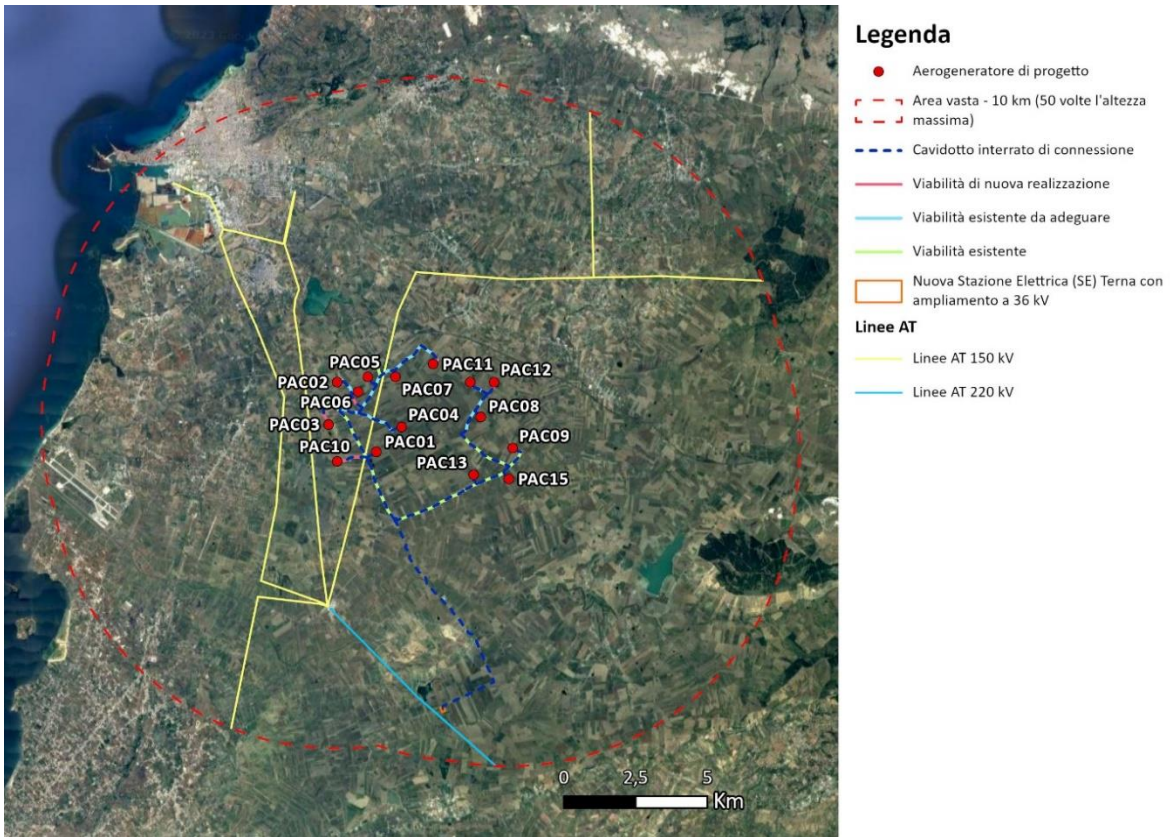 Legenda
Aerogeneratore di progetto
Area vasta - 10 km (50 volte l'altezza
massima)
Cavidotto interrato di connessione
Viabilità di nuova realizzazione
Viabilità esistente da adeguare
Viabilità esistente
Nuova Stazione Elettrica (SE) Terna con
ampliamento a 36 kV
Linee AT
Linee AT 150 kV
Linee AT 220 kV
PAC05
PAC11
PAC12
PAC02
PAC07
PAC06
PAC08
PAC04
PAC03
PAC09
PAC01
PAC10
PAC13
PAC15
0
2,5
5
Km